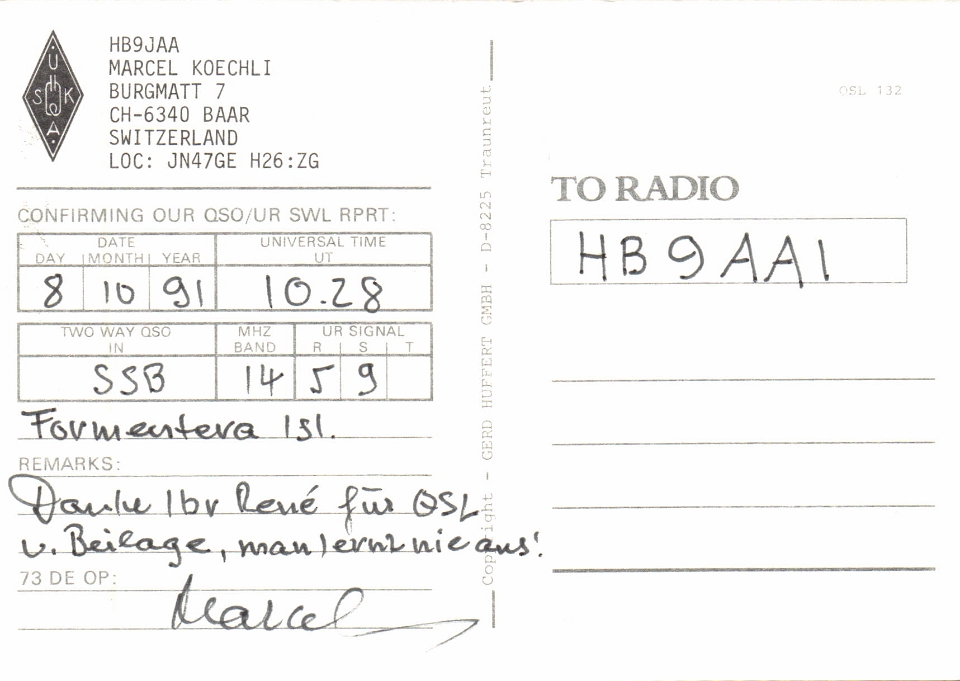 U
S K
A
HB9JAA
MARCEL KOECHLI
BURGMATT 7
CH-6340 BAAR
SWITZERLAND
LOC: JN47GE H26:ZG
CONFIRMING OUR QSO/UR SWL RPRT:
DATE UNIVERSAL TIME
DAY MONTH YEAR UT
8 10 91 10.28
TWO WAY QSO MHZ UR SIGNAL
IN BAND R S T
SSB 14 5 9
Formentera Isl.
REMARKS:
Danke lbr René für QSL
u. Beilage, man lernt nie aus!
73 DE OP:
Marcel
Copyright - GERD HUFFERT GMBH - D-8225 Traunreut
QSL 132
TO RADIO
HB9AAI